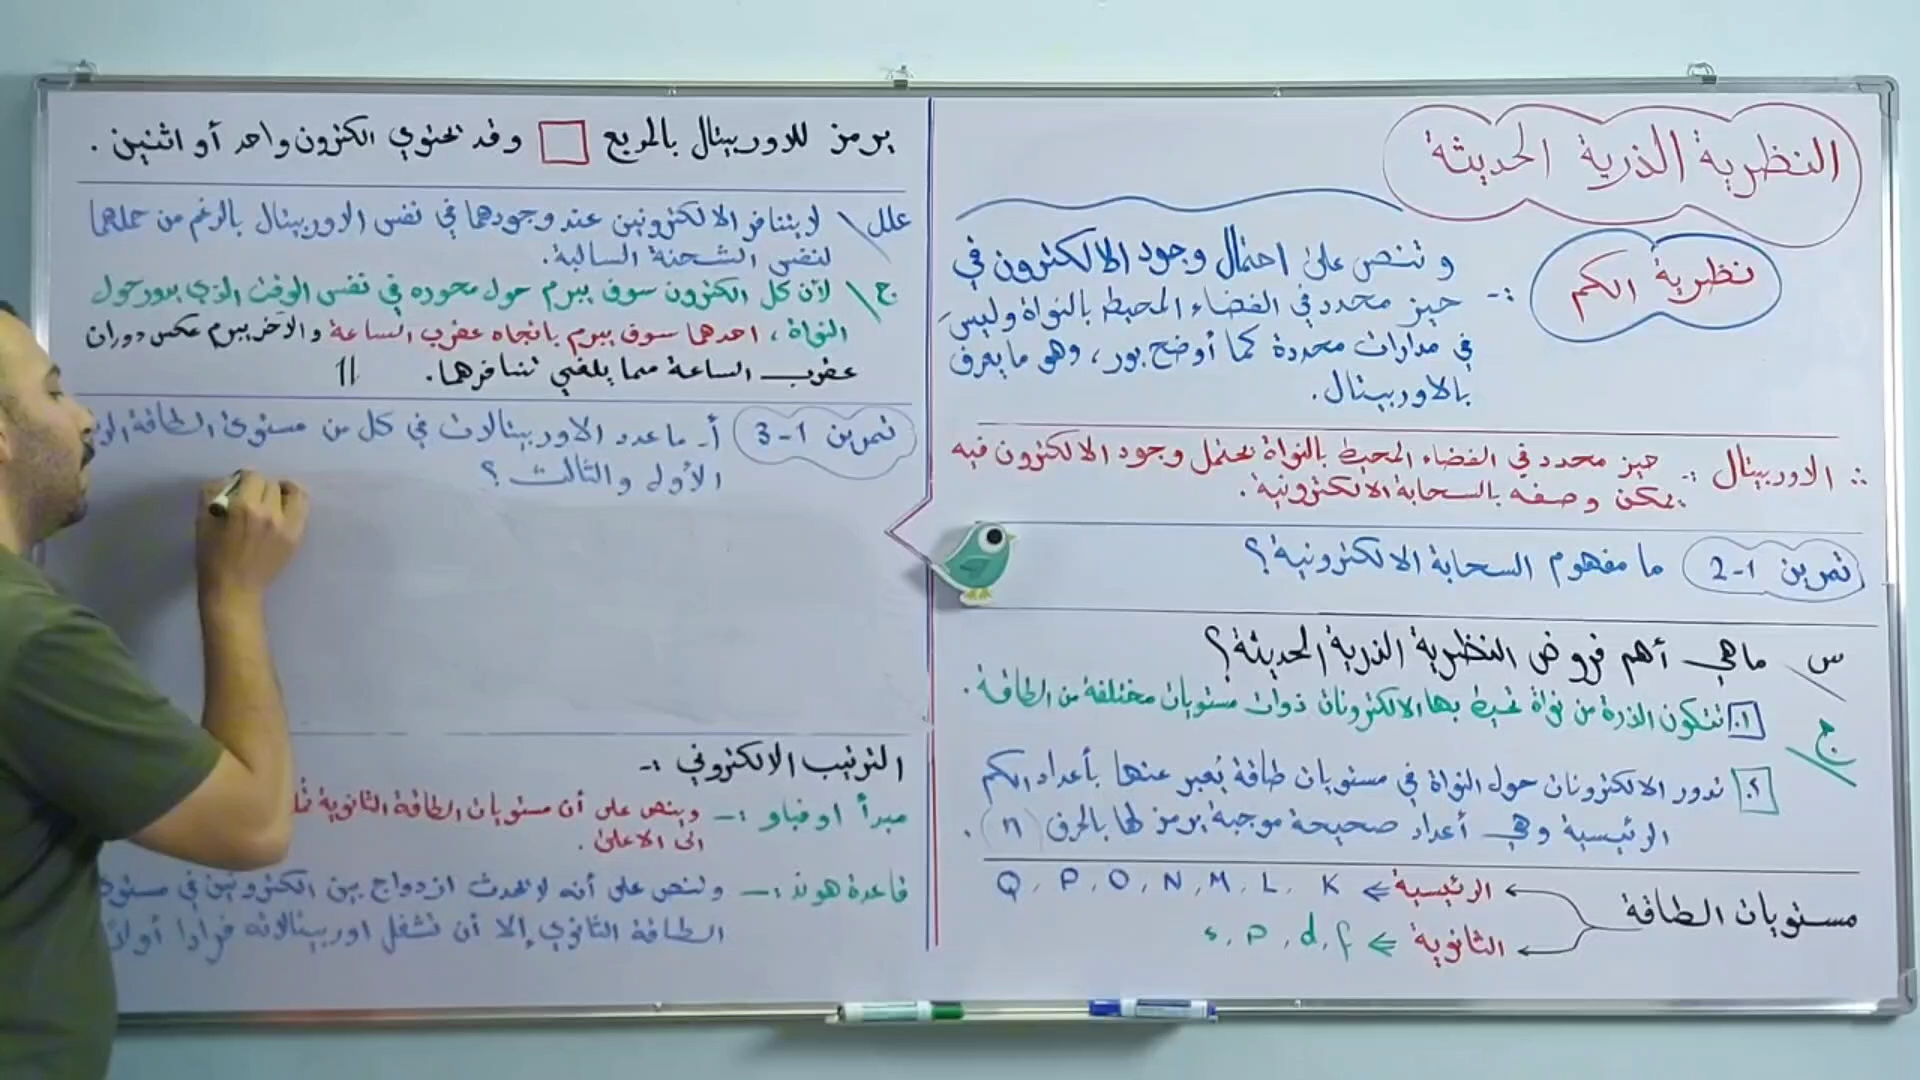 النظرية الذرية الحديثة
نظرية الكم :- وتنص على احتمال وجود الالكترون في
حيز محدد في الفضاء المحيط بالنواة وليس
في مدارات محددة كما أوضح بور، وهو ما يعرف
بالاوربيتال.
∴ الاوربيتال :- حيز محدد في الفضاء المحيط بالنواة يحتمل وجود الالكترون فيه
يمكن وصفه بالسحابة الالكترونية.
تمرين 1-2 ما مفهوم السحابة الالكترونية؟
س \ ماهي أهم فروض النظرية الذرية الحديثة؟
ج \ 1. تتكون الذرة من نواة تحيط بها الالكترونات ذوات مستويات مختلفة من الطاقة.
2. تدور الالكترونات حول النواة في مستويات طاقة يُعبر عنها بأعداد الكم
الرئيسية وهي أعداد صحيحة موجبة يرمز لها بالحرف (n).
مستويات الطاقة
الرئيسية ⇐ K, L, M, N, O, P, Q
الثانوية ⇐ s, p, d, f
يرمز للاوربيتال بالمربع □ وقد يحتوي الكترون واحد أو اثنين.
علل \ لا يتنافر الالكترونين عند وجودهما في نفس الاوربيتال بالرغم من حملهما
لنفس الشحنة السالبة.
ج \ لأن كل الكترون سوف يبرم حول محوره في نفس الوقت الذي يدور حول
النواة، احدهما سوف يبرم باتجاه عقرب الساعة والآخر يبرم عكس دوران
عقرب الساعة مما يلغي تنافرهما. 1ا
تمرين 1-3 أ- ما عدد الاوربيتالات في كل من مستوى الطاقة
الأول والثالث؟
الترتيب الالكتروني :-
مبدأ اوفباو :- وينص على أن مستويات الطاقة الثانوية
الى الاعلى.
قاعدة هوند :- وتنص على أنه لا يحدث ازدواج بين الكترونين في
الطاقة الثانوي إلا أن تشغل اوربيتالاته فرادا أولا